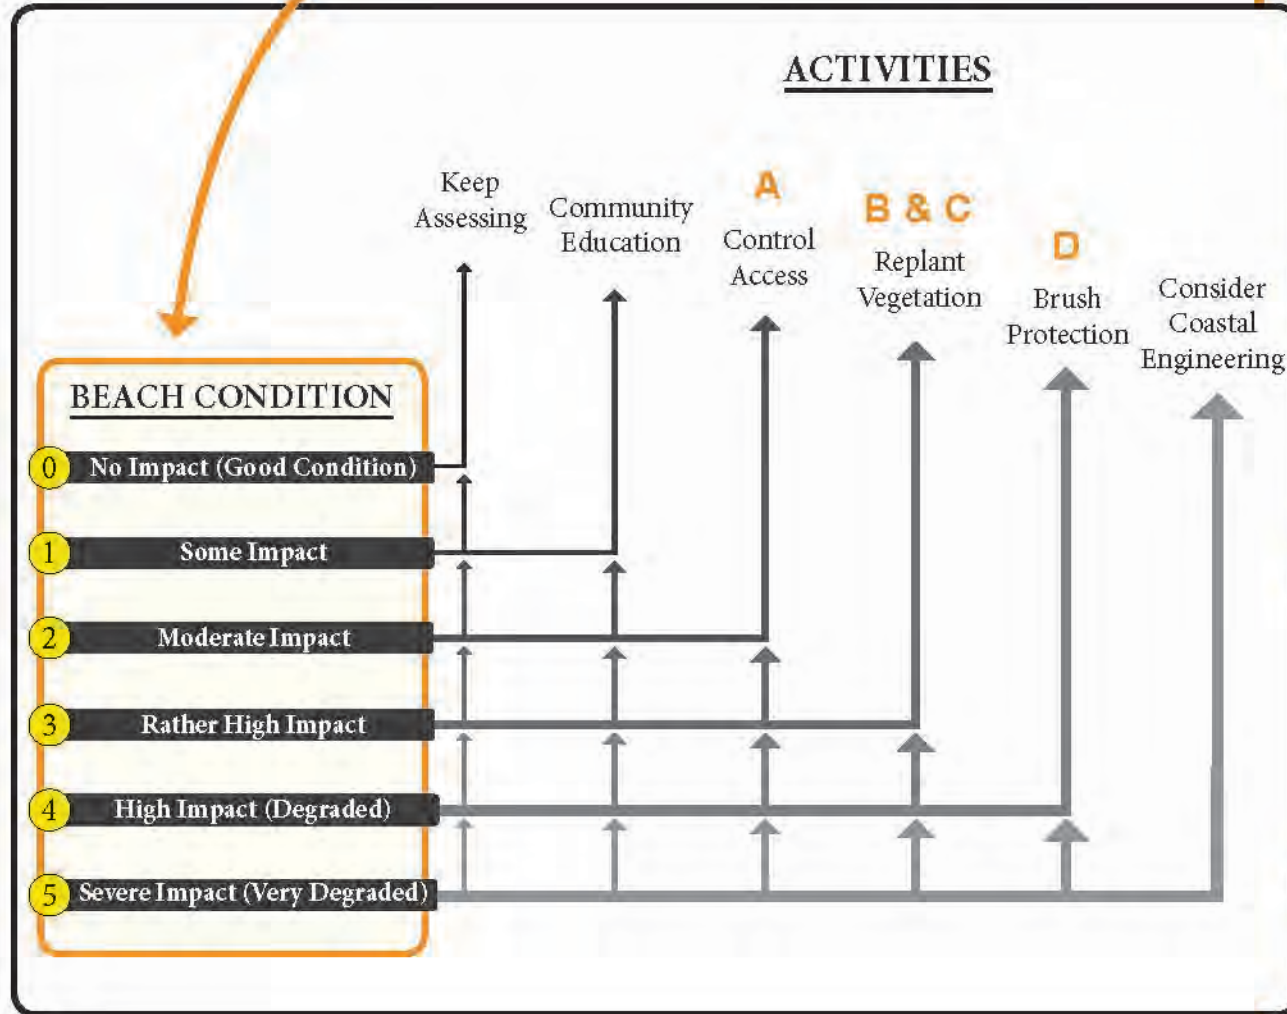 ACTIVITIES
Keep
Assessing
Community
Education
A
Control
Access
B & C
Replant
Vegetation
D
Brush
Protection
Consider
Coastal
Engineering
BEACH CONDITION
0 No Impact (Good Condition)
1 Some Impact
2 Moderate Impact
3 Rather High Impact
4 High Impact (Degraded)
5 Severe Impact (Very Degraded)